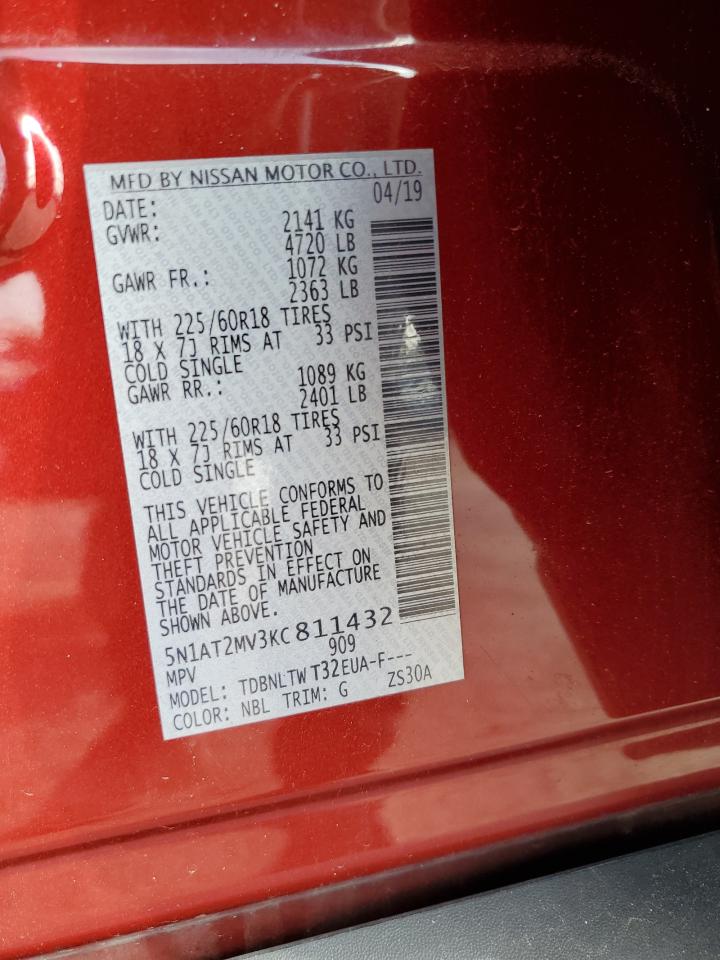 MFD BY NISSAN MOTOR CO., LTD.
DATE: 04/19
GVWR: 2141 KG
4720 LB
GAWR FR.: 1072 KG
2363 LB
WITH 225/60R18 TIRES
18 X 7J RIMS AT 33 PSI
COLD SINGLE
GAWR RR.: 1089 KG
2401 LB
WITH 225/60R18 TIRES
18 X 7J RIMS AT 33 PSI
COLD SINGLE
THIS VEHICLE CONFORMS TO
ALL APPLICABLE FEDERAL
MOTOR VEHICLE SAFETY AND
THEFT PREVENTION
STANDARDS IN EFFECT ON
THE DATE OF MANUFACTURE
SHOWN ABOVE.
5N1AT2MV3KC811432
MPV 909
MODEL: TDBNLTWT32EUA-F---
COLOR: NBL TRIM: G ZS30A